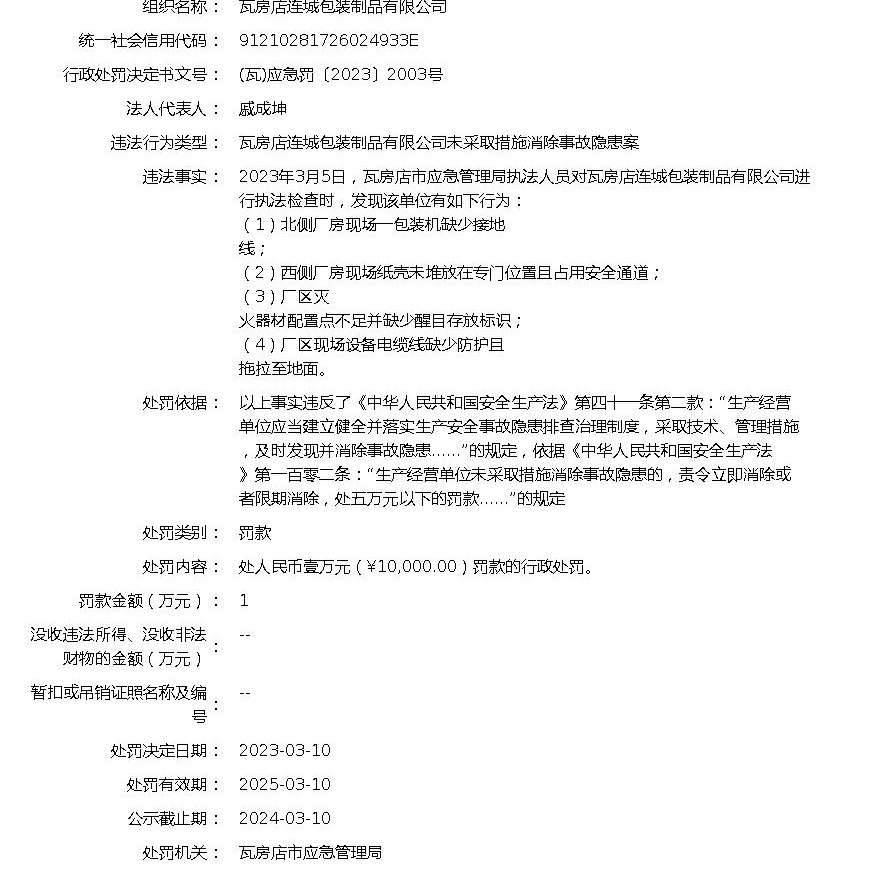 组织名称： 瓦房店连城包装制品有限公司
统一社会信用代码： 91210281726024933E
行政处罚决定书文号： (瓦)应急罚〔2023〕2003号
法人代表人： 戚成坤
违法行为类型： 瓦房店连城包装制品有限公司未采取措施消除事故隐患案
违法事实： 2023年3月5日，瓦房店市应急管理局执法人员对瓦房店连城包装制品有限公司进
行执法检查时，发现该单位有如下行为：
（1）北侧厂房现场一包装机缺少接地
线；
（2）西侧厂房现场纸壳未堆放在专门位置且占用安全通道；
（3）厂区灭
火器材配置点不足并缺少醒目存放标识；
（4）厂区现场设备电缆线缺少防护且
拖拉至地面。
处罚依据： 以上事实违反了《中华人民共和国安全生产法》第四十一条第二款：“生产经营
单位应当建立健全并落实生产安全事故隐患排查治理制度，采取技术、管理措施
，及时发现并消除事故隐患......”的规定，依据《中华人民共和国安全生产法
》第一百零二条：“生产经营单位未采取措施消除事故隐患的，责令立即消除或
者限期消除，处五万元以下的罚款......”的规定
处罚类别： 罚款
处罚内容： 处人民币壹万元（¥10,000.00）罚款的行政处罚。
罚款金额（万元）： 1
没收违法所得、没收非法
财物的金额（万元）： --
暂扣或吊销证照名称及编
号： --
处罚决定日期： 2023-03-10
处罚有效期： 2025-03-10
公示截止期： 2024-03-10
处罚机关： 瓦房店市应急管理局